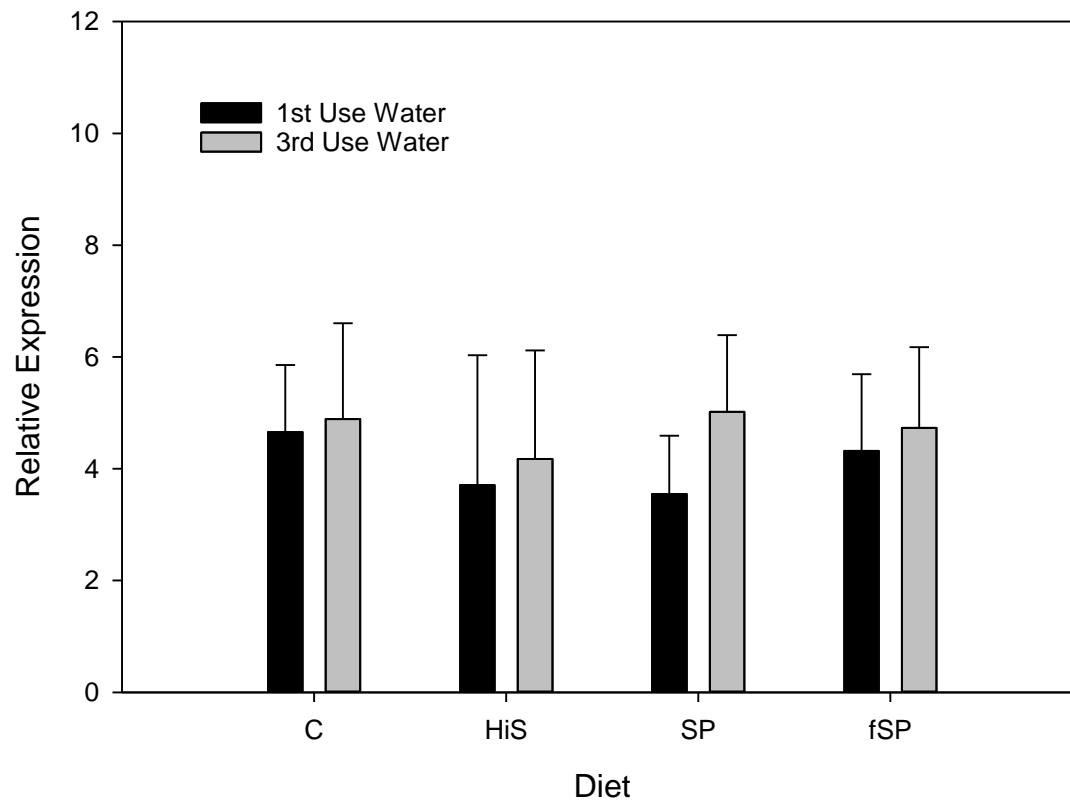 12
10
8
6
4
2
0
Relative Expression
1st Use Water
3rd Use Water
C HiS SP fSP
Diet